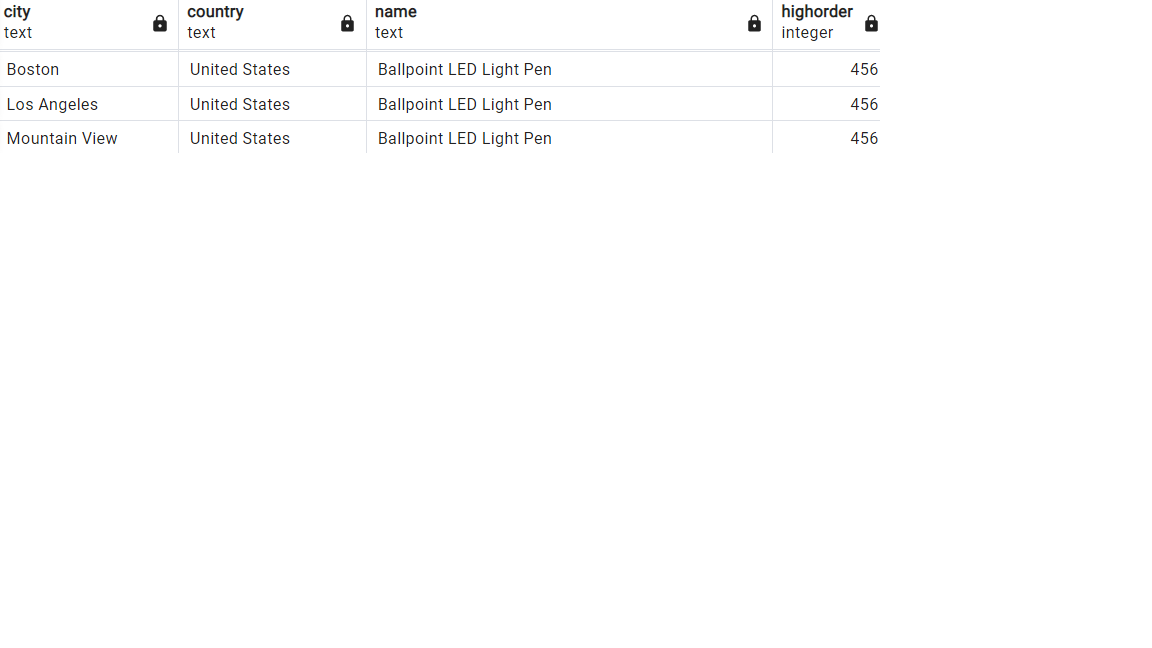 city country name highorder
text text text integer
Boston United States Ballpoint LED Light Pen 456
Los Angeles United States Ballpoint LED Light Pen 456
Mountain View United States Ballpoint LED Light Pen 456